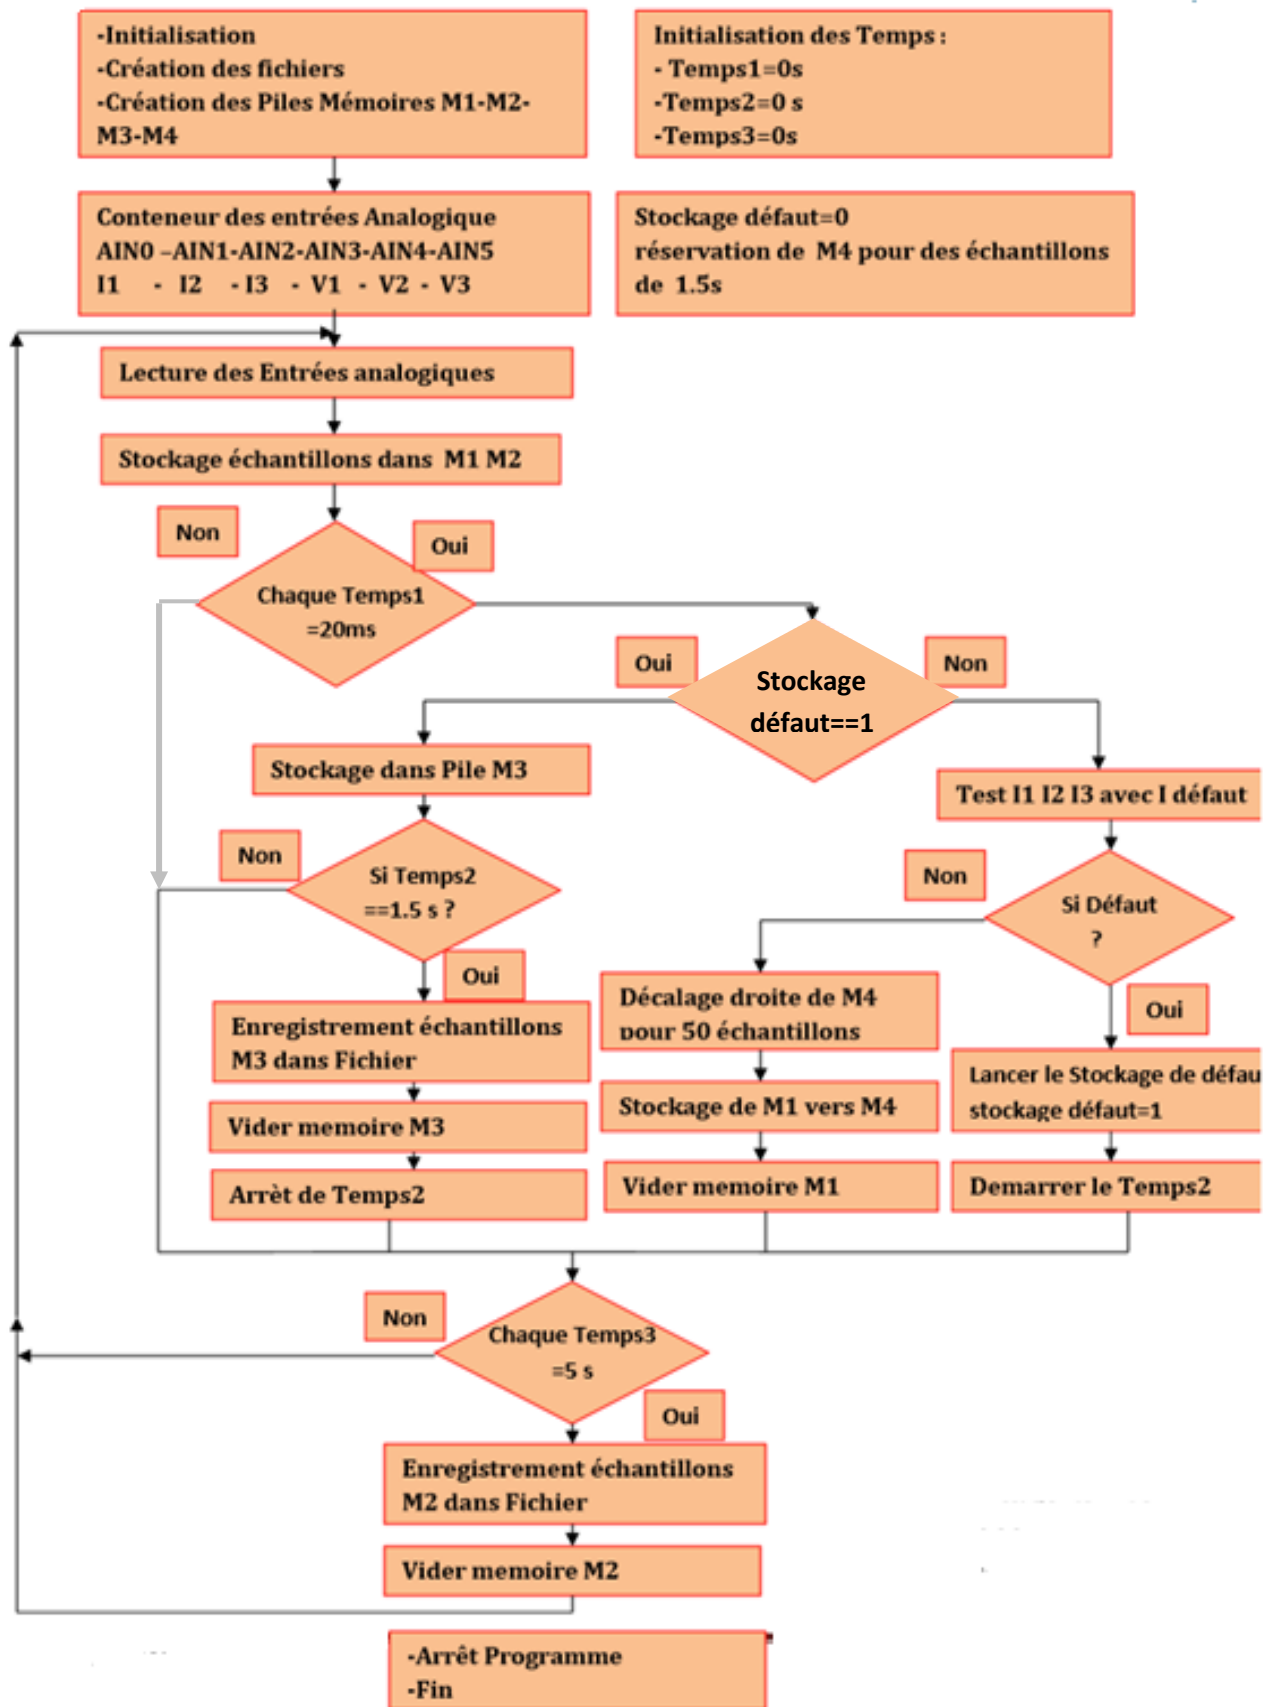 -Initialisation
-Création des fichiers
-Création des Piles Mémoires M1-M2-
M3-M4
Initialisation des Temps :
- Temps1=0s
-Temps2=0 s
-Temps3=0s
Conteneur des entrées Analogique
AIN0 –AIN1-AIN2-AIN3-AIN4-AIN5
I1 - I2 - I3 - V1 - V2 - V3
Stockage défaut=0
réservation de M4 pour des échantillons
de 1.5s
Lecture des Entrées analogiques
Stockage échantillons dans M1 M2
Non
Oui
Chaque Temps1
=20ms
Oui
Non
Stockage
défaut==1
Stockage dans Pile M3
Test I1 I2 I3 avec I défaut
Non
Si Temps2
==1.5 s ?
Non
Si Défaut
?
Oui
Oui
Enregistrement échantillons
M3 dans Fichier
Décalage droite de M4
pour 50 échantillons
Lancer le Stockage de défau
stockage défaut=1
Vider memoire M3
Stockage de M1 vers M4
Arrèt de Temps2
Vider memoire M1
Demarrer le Temps2
Non
Chaque Temps3
=5 s
Oui
Enregistrement échantillons
M2 dans Fichier
Vider memoire M2
-Arrêt Programme
-Fin